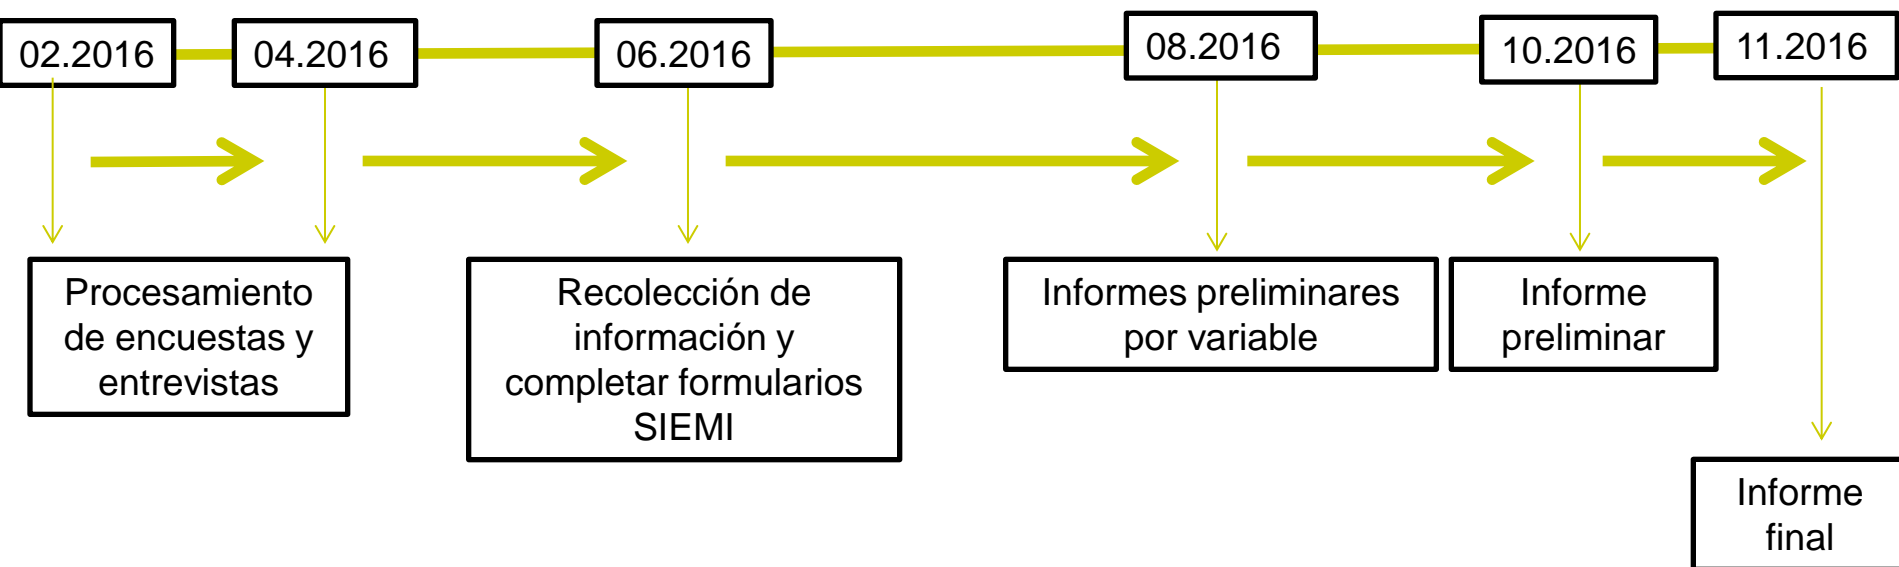 02.2016
04.2016
06.2016
08.2016
10.2016
11.2016
Procesamiento
de encuestas y
entrevistas
Recolección de
información y
completar formularios
SIEMI
Informes preliminares
por variable
Informe
preliminar
Informe
final